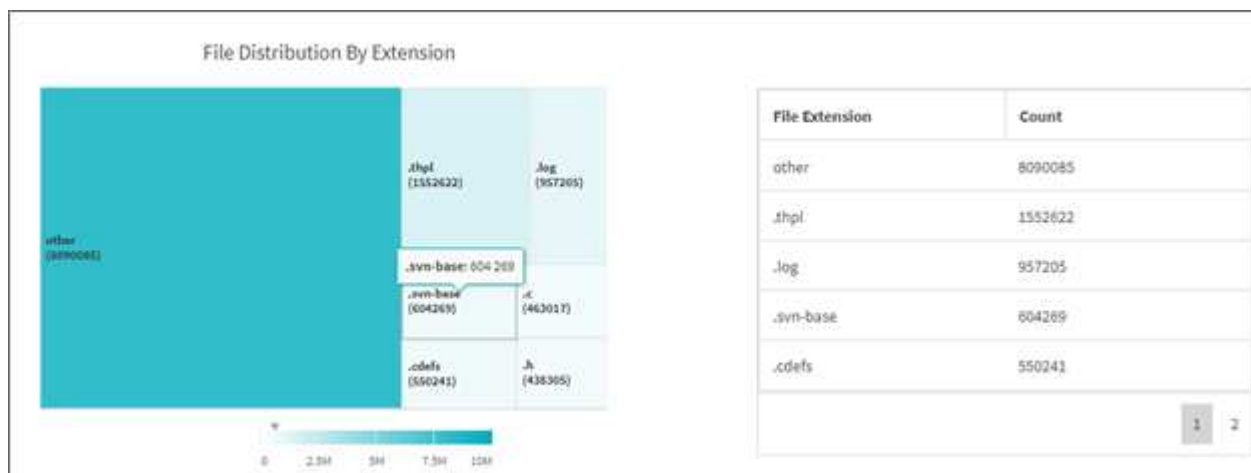 File Distribution By Extension
other
(8090085)
.thpl
(1552622)
.log
(957205)
.svn-base: 604 269
.svn-base
(604269)
.c
(463017)
.cdefs
(550241)
.h
(438305)
0 2.5M 5M 7.5M 10M
File Extension Count
other 8090085
.thpl 1552622
.log 957205
.svn-base 604269
.cdefs 550241
1 2